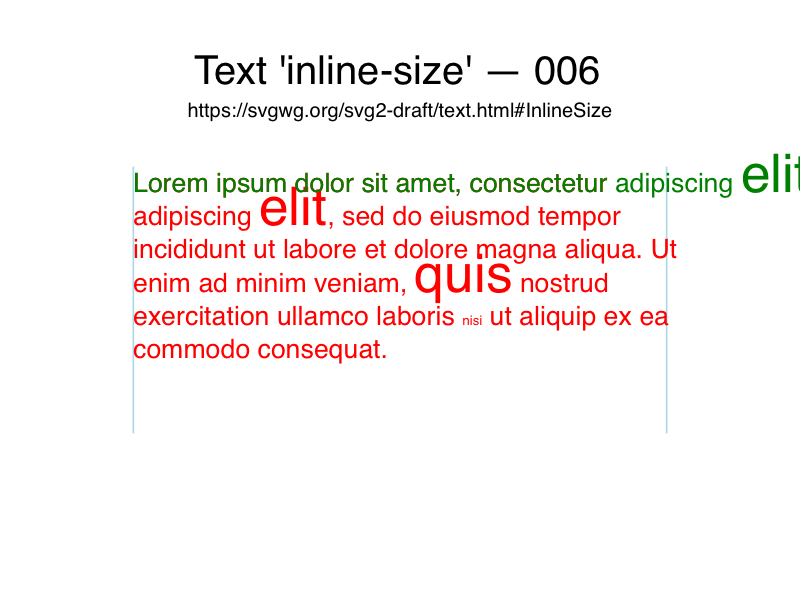 Text 'inline-size' — 006
https://svgwg.org/svg2-draft/text.html#InlineSize
Lorem ipsum dolor sit amet, consectetur adipiscing elit
adipiscing elit, sed do eiusmod tempor
incididunt ut labore et dolore magna aliqua. Ut
enim ad minim veniam, quis nostrud
exercitation ullamco laboris nisi ut aliquip ex ea
commodo consequat.